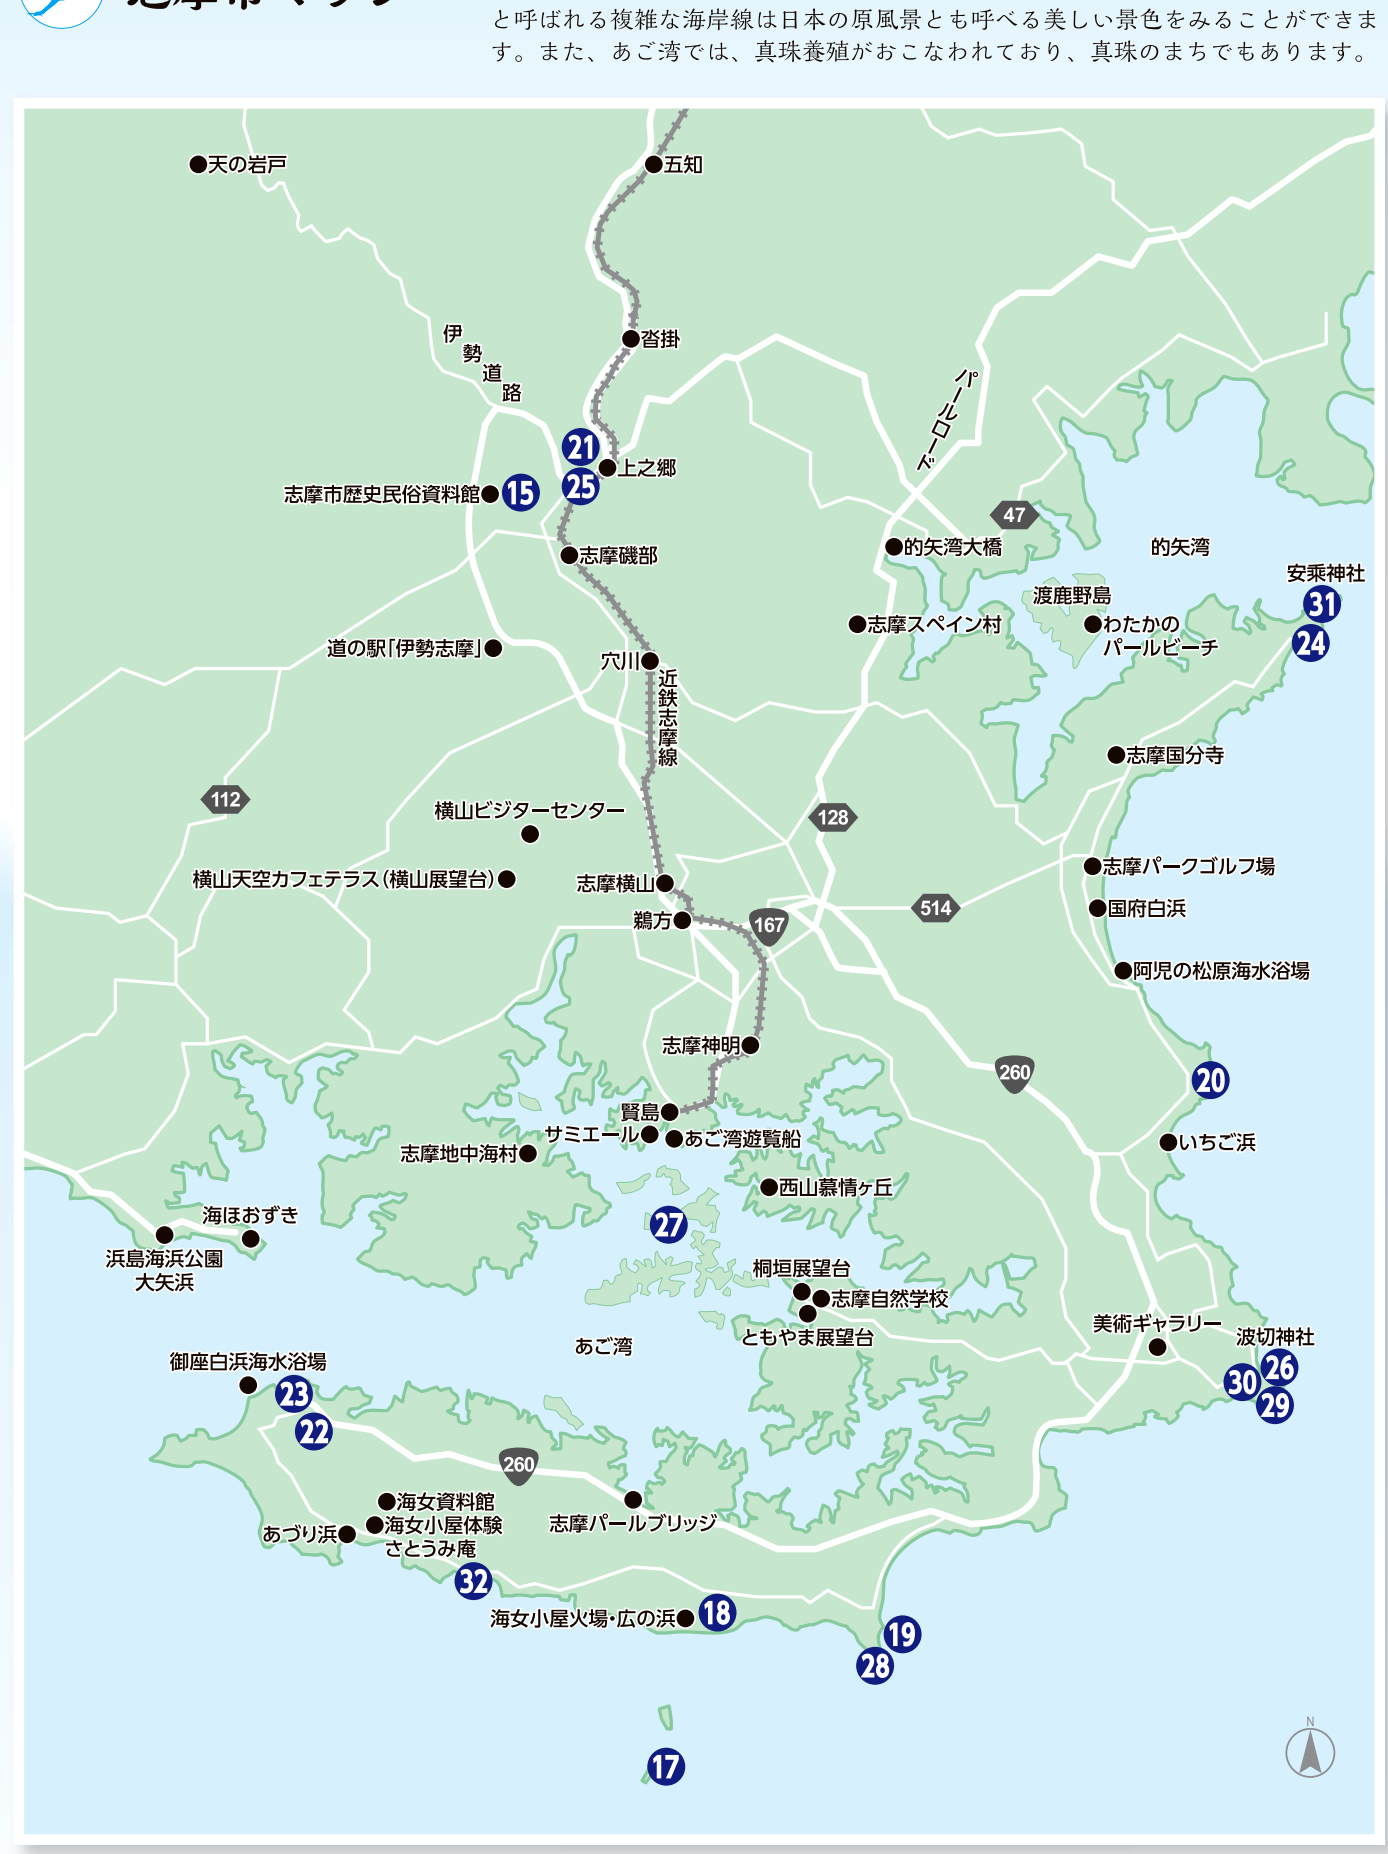 志摩市マップ
と呼ばれる複雑な海岸線は日本の原風景とも呼べる美しい景色をみることができま
す。また、あご湾では、真珠養殖がおこなわれており、真珠のまちでもあります。
天の岩戸
五知
沓掛
伊勢道路
パールロード
21
上之郷
25
志摩市歴史民俗資料館
15
47
的矢湾大橋
的矢湾
志摩磯部
安乗神社
31
渡鹿野島
志摩スペイン村
わたかの
パールビーチ
24
道の駅「伊勢志摩」
穴川
近鉄志摩線
志摩国分寺
112
横山ビジターセンター
128
志摩パークゴルフ場
横山天空カフェテラス(横山展望台)
志摩横山
514
国府白浜
鵜方
167
阿児の松原海水浴場
志摩神明
260
20
賢島
サミエール
あご湾遊覧船
いちご浜
志摩地中海村
西山慕情ヶ丘
27
海ほおずき
浜島海浜公園
大矢浜
桐垣展望台
志摩自然学校
ともやま展望台
美術ギャラリー
波切神社
あご湾
御座白浜海水浴場
26
30
29
23
22
260
海女資料館
志摩パールブリッジ
海女小屋体験
さとうみ庵
あづり浜
32
海女小屋火場・広の浜
18
19
28
N
17